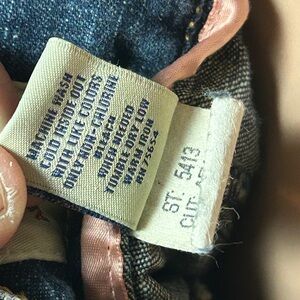 MACHINE WASH
COLD INSIDE OUT
WITH LIKE COLORS
ONLY NON-CHLORINE
BLEACH
WHEN NEEDED
TUMBLE DRY LOW
WARM IRON
RN 75654
ST: 5413
CUT: